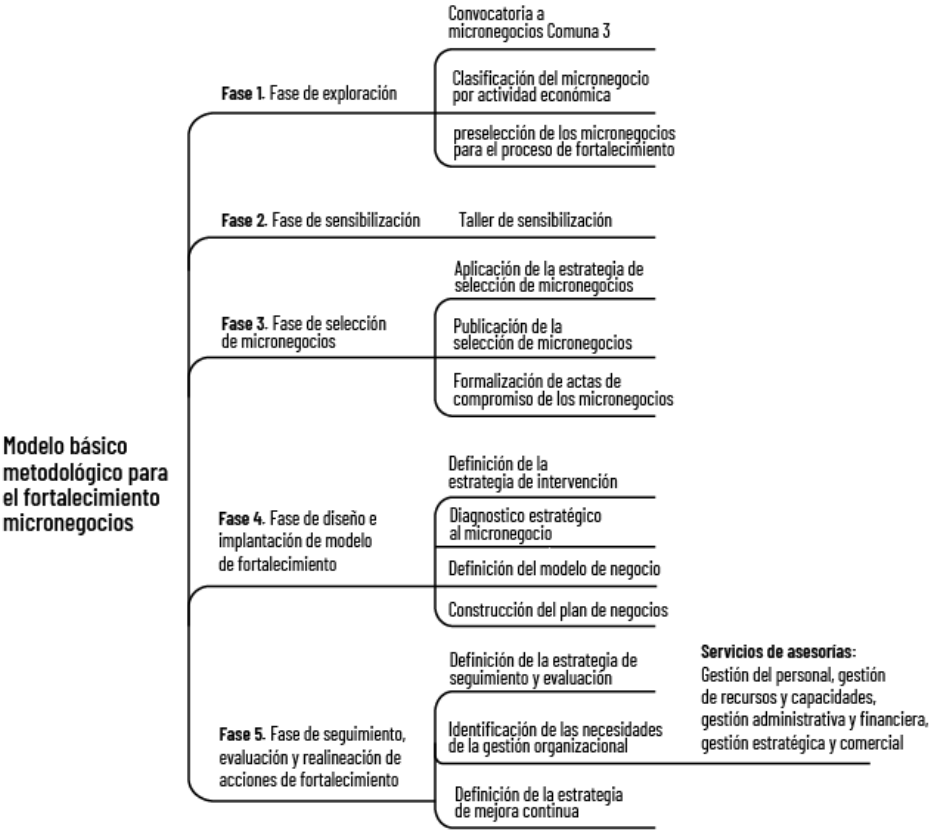 Modelo básico
metodológico para
el fortalecimiento
micronegocios
Fase 1. Fase de exploración
Convocatoria a
micronegocios Comuna 3
Clasificación del micronegocio
por actividad económica
preselección de los micronegocios
para el proceso de fortalecimiento
Fase 2. Fase de sensibilización
Taller de sensibilización
Fase 3. Fase de selección
de micronegocios
Aplicación de la estrategia de
selección de micronegocios
Publicación de la
selección de micronegocios
Formalización de actas de
compromiso de los micronegocios
Fase 4. Fase de diseño e
implantación de modelo
de fortalecimiento
Definición de la
estrategia de intervención
Diagnostico estratégico
al micronegocio
Definición del modelo de negocio
Construcción del plan de negocios
Fase 5. Fase de seguimiento,
evaluación y realineación de
acciones de fortalecimiento
Definición de la estrategia de
seguimiento y evaluación
Identificación de las necesidades
de la gestión organizacional
Servicios de asesorías:
Gestión del personal, gestión
de recursos y capacidades,
gestión administrativa y financiera,
gestión estratégica y comercial
Definición de la estrategia
de mejora continua